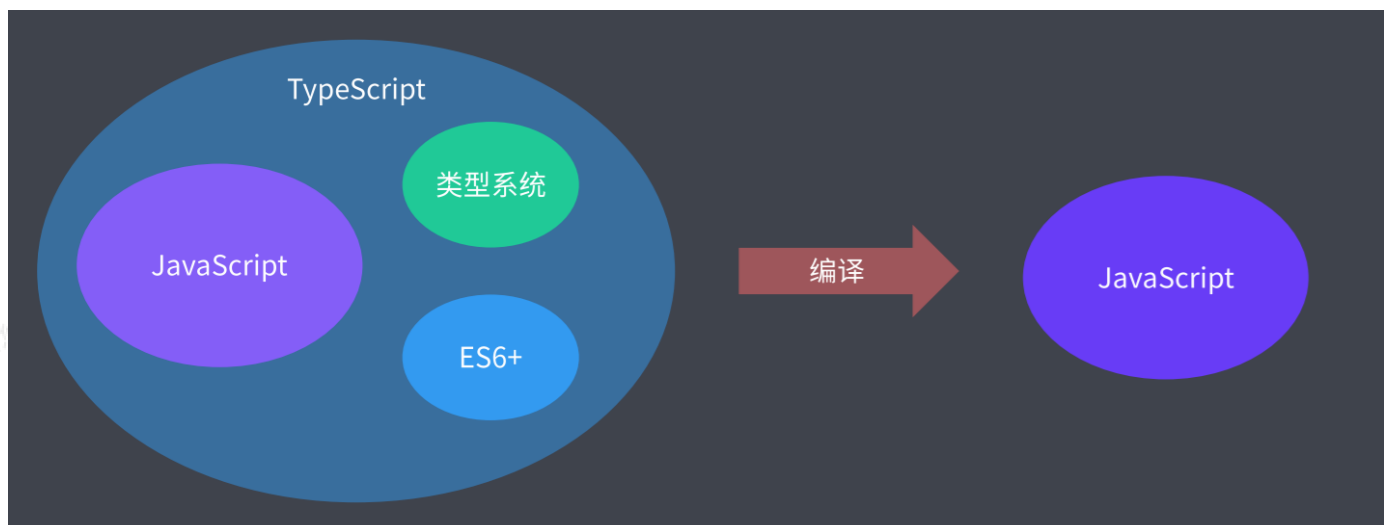 TypeScript
类型系统
JavaScript
ES6+
编译
JavaScript